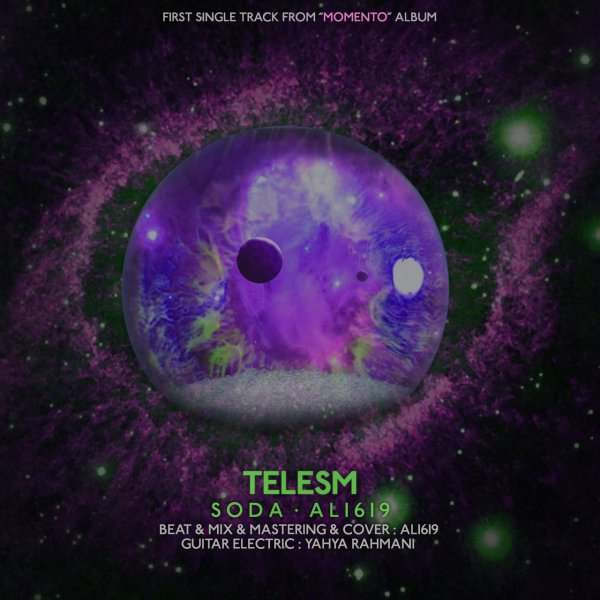 FIRST SINGLE TRACK FROM "MOMENTO" ALBUM
TELESM
SODA · ALI619
BEAT & MIX & MASTERING & COVER : ALI619
GUITAR ELECTRIC : YAHYA RAHMANI